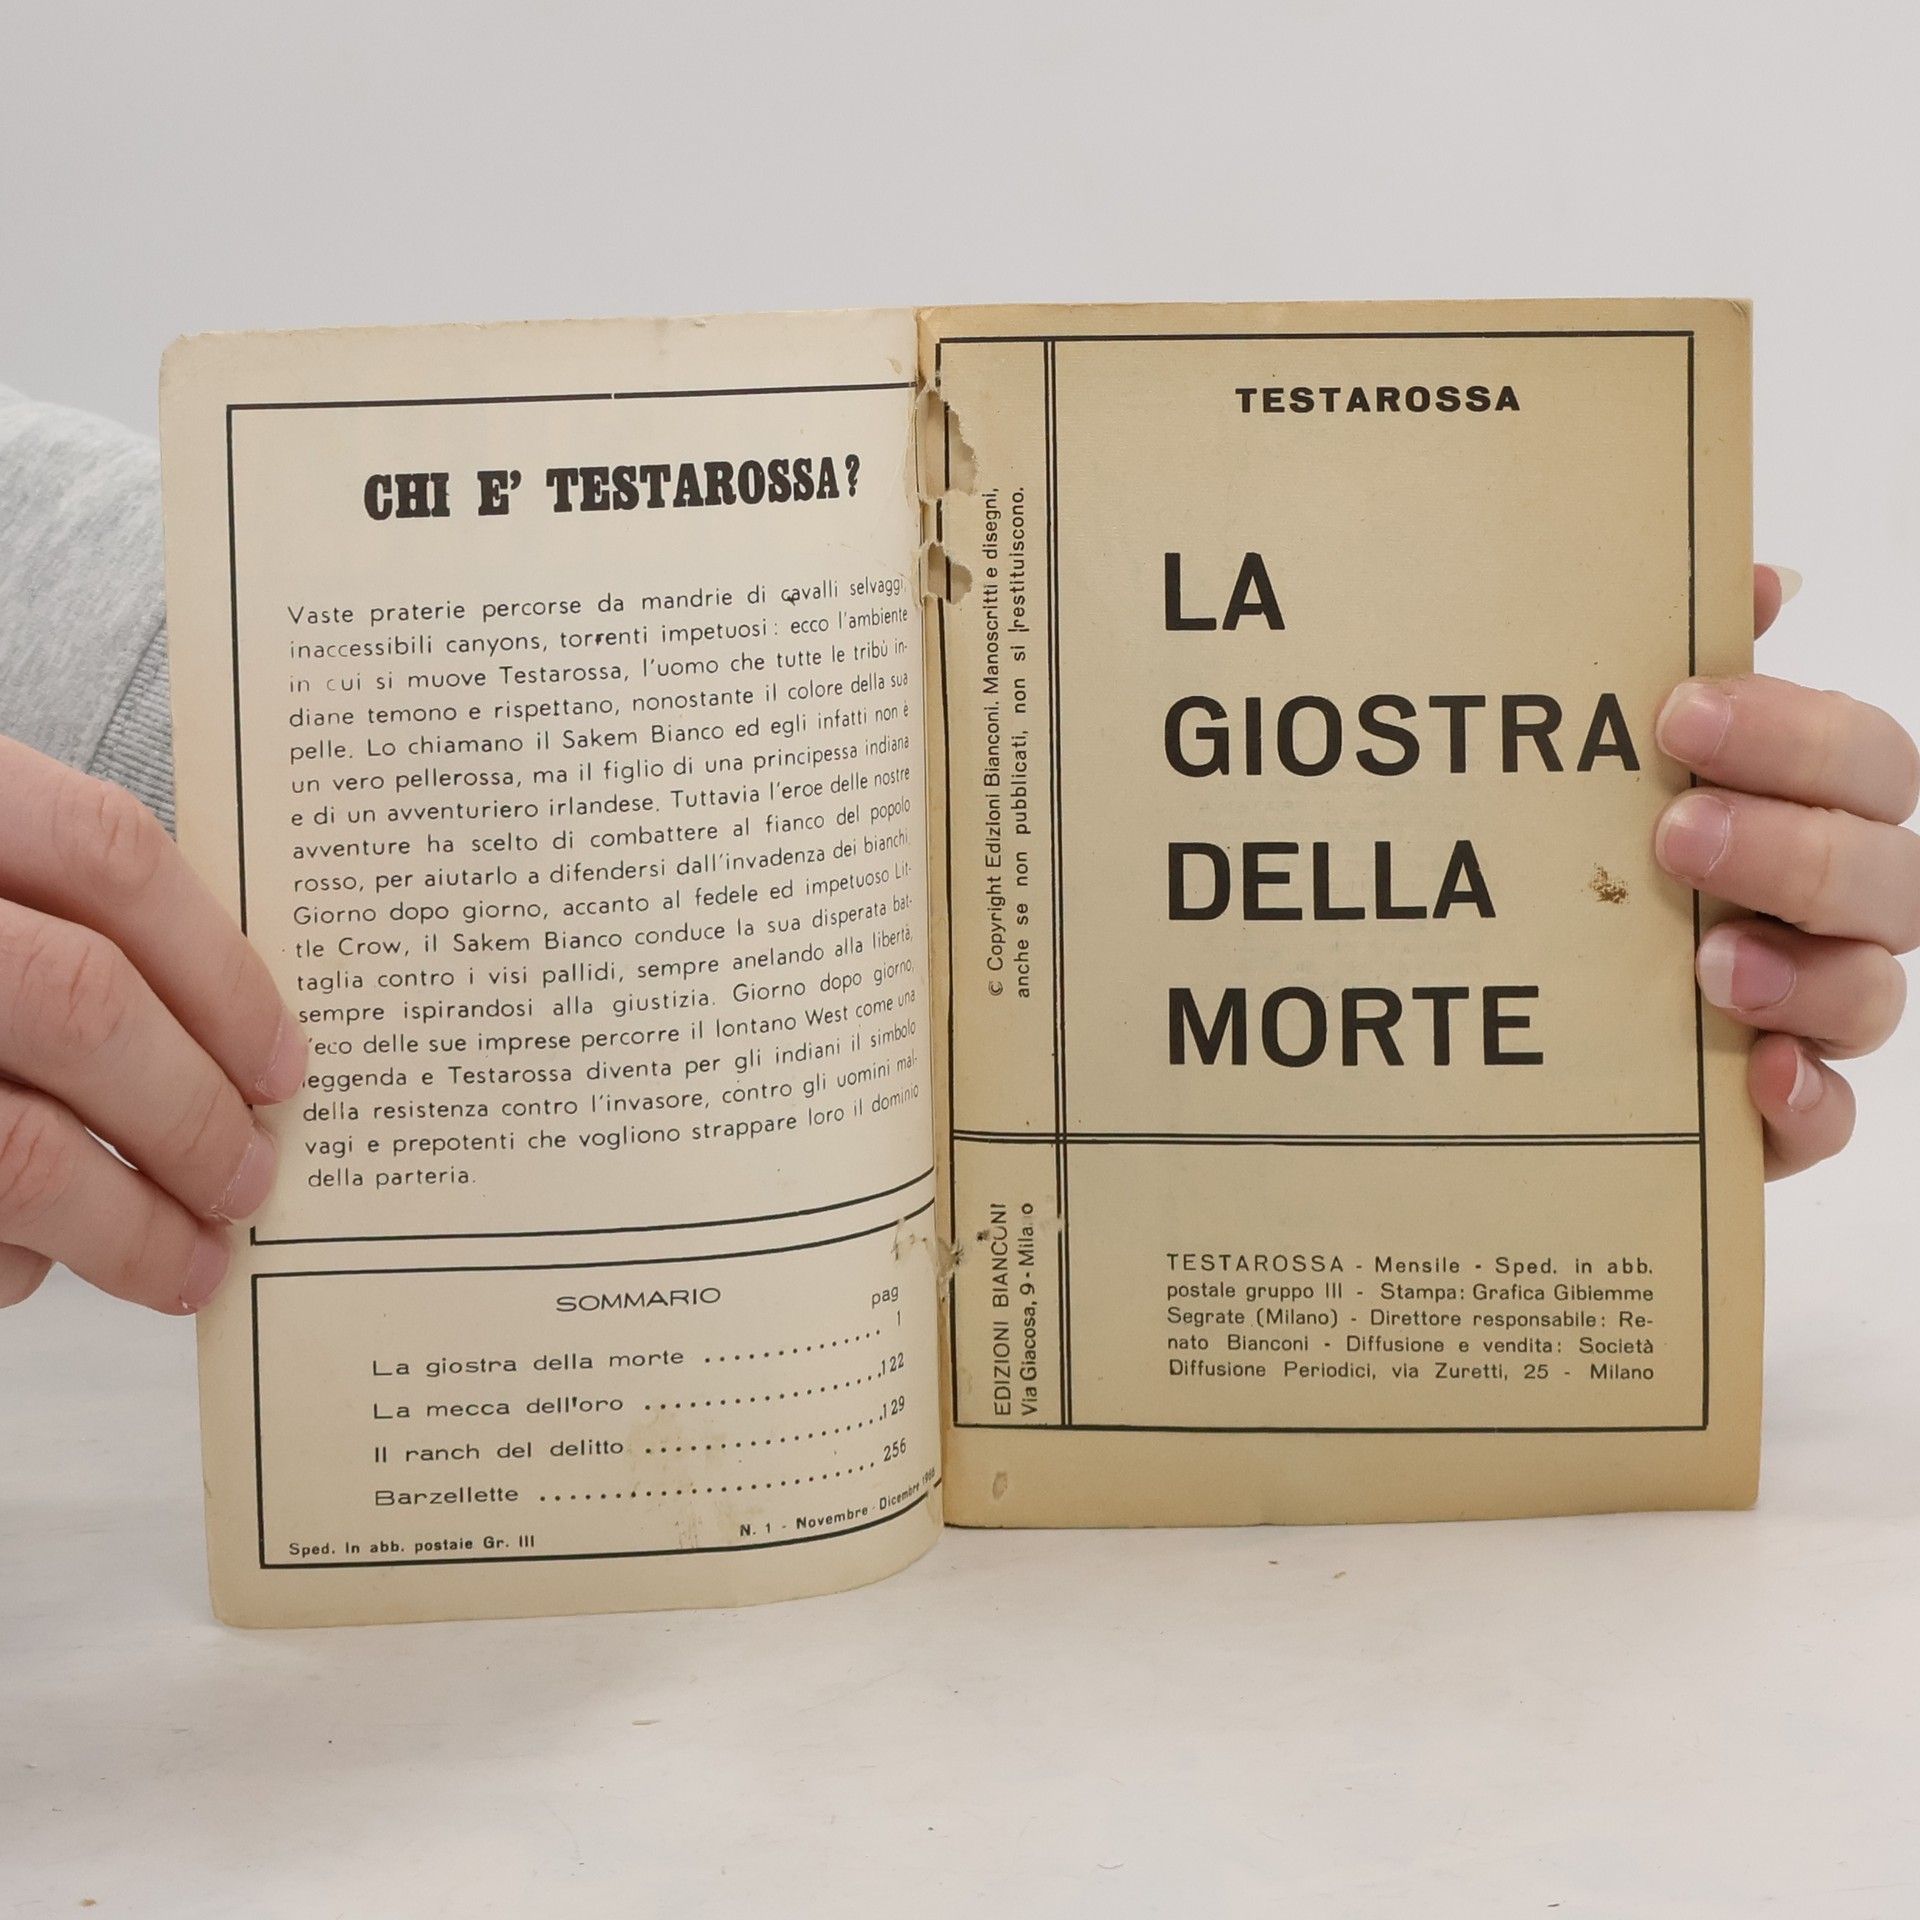 CHI E' TESTAROSSA?
Vaste praterie percorse da mandrie di cavalli selvaggi,
inaccessibili canyons, torrenti impetuosi: ecco l'ambiente
in cui si muove Testarossa, l'uomo che tutte le tribù in-
diane temono e rispettano, nonostante il colore della sua
pelle. Lo chiamano il Sakem Bianco ed egli infatti non è
un vero pellerossa, ma il figlio di una principessa indiana
e di un avventuriero irlandese. Tuttavia l'eroe delle nostre
avventure ha scelto di combattere al fianco del popolo
rosso, per aiutarlo a difendersi dall'invadenza dei bianchi.
Giorno dopo giorno, accanto al fedele ed impetuoso Lit-
tle Crow, il Sakem Bianco conduce la sua disperata bat-
taglia contro i visi pallidi, sempre anelando alla libertà,
sempre ispirandosi alla giustizia. Giorno dopo giorno,
l'eco delle sue imprese percorre il lontano West come una
leggenda e Testarossa diventa per gli indiani il simbolo
della resistenza contro l'invasore, contro gli uomini mal-
vagi e prepotenti che vogliono strappare loro il dominio
della parteria.
SOMMARIO
pag
La giostra della morte ............. 1
La mecca dell'oro ................. 122
Il ranch del delitto ................. 129
Barzellette ........................ 256
Sped. In abb. postale Gr. III
N. 1 - Novembre - Dicembre 1966
© Copyright Edizioni Bianconi. Manoscritti e disegni,
anche se non pubblicati, non si restituiscono.
EDIZIONI BIANCONI
Via Giacosa, 9 - Milano
TESTAROSSA
LA
GIOSTRA
DELLA
MORTE
TESTAROSSA - Mensile - Sped. in abb.
postale gruppo III - Stampa: Grafica Gibiemme
Segrate (Milano) - Direttore responsabile: Re-
nato Bianconi - Diffusione e vendita: Società
Diffusione Periodici, via Zuretti, 25 - Milano